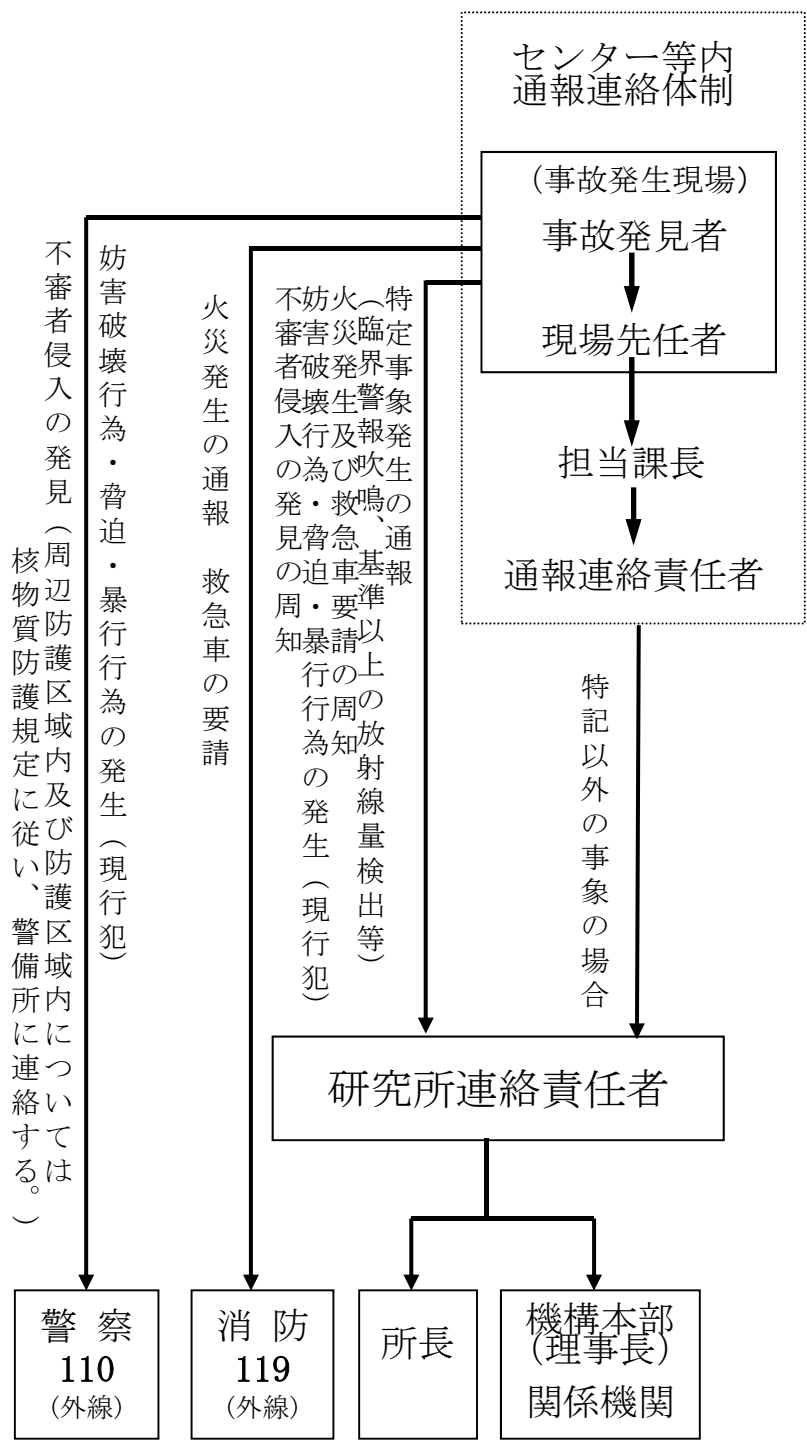 センター等内
通報連絡体制
（事故発生現場）
事故発見者
現場先任者
担当課長
通報連絡責任者
特記以外の事象の場合
特定事象発生の通報
（臨界警報吹鳴、基準以上の放射線量検出等）
火災発生及び救急車要請の周知
妨害破壊行為・脅迫・暴行行為の発生（現行犯）
不審者侵入の発見の周知
火災発生の通報　救急車の要請
妨害破壊行為・脅迫・暴行行為の発生（現行犯）
不審者侵入の発見（周辺防護区域内及び防護区域内については
核物質防護規定に従い、警備所に連絡する。）
研究所連絡責任者
警 察
110
（外線）
消 防
119
（外線）
所長
機構本部
（理事長）
関係機関